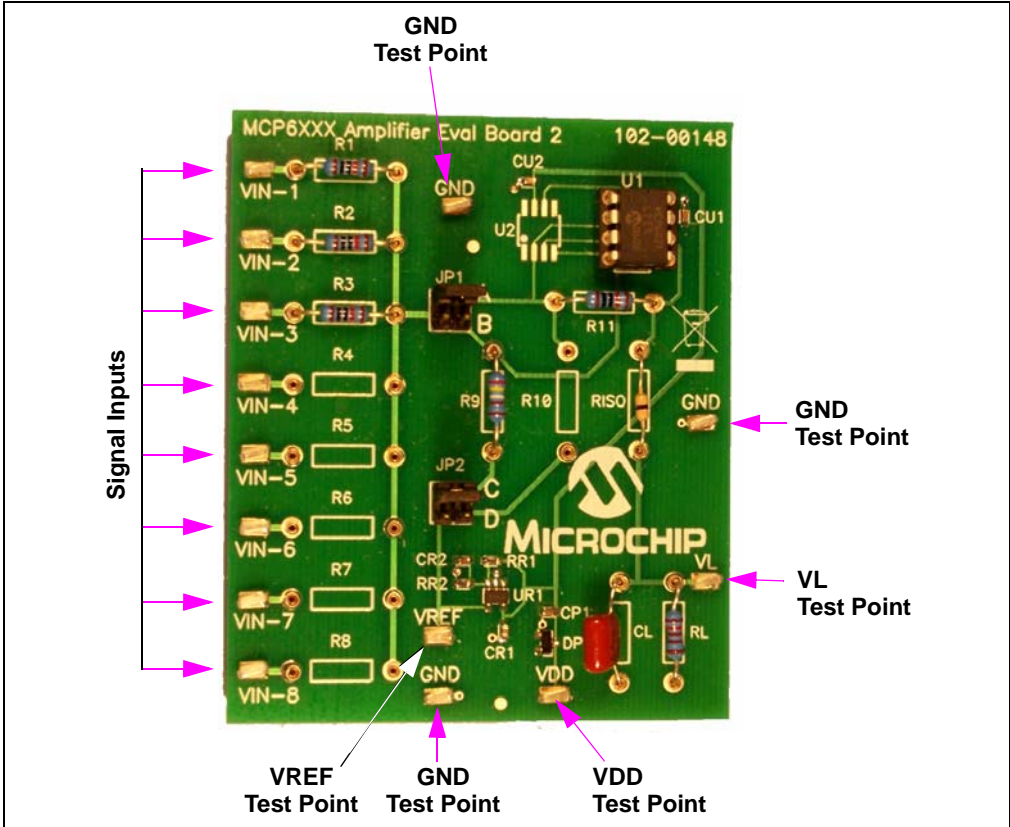 GND
Test Point
MCP6XXX Amplifier Eval Board 2 102-00148
R1
VIN-1
GND
CU2
U1
CU1
U2
R2
VIN-2
R3
VIN-3
JP1
B
R11
R4
VIN-4
R9
R10
RISO
GND
GND
Test Point
Signal Inputs
R5
VIN-5
JP2
C
D
R6
VIN-6
MICROCHIP
CR2
RR1
RR2
UR1
VL
VL
Test Point
R7
VIN-7
VREF
CR1
CP1
DP
CL
RL
R8
VIN-8
GND
VDD
VREF
Test Point
GND
Test Point
VDD
Test Point